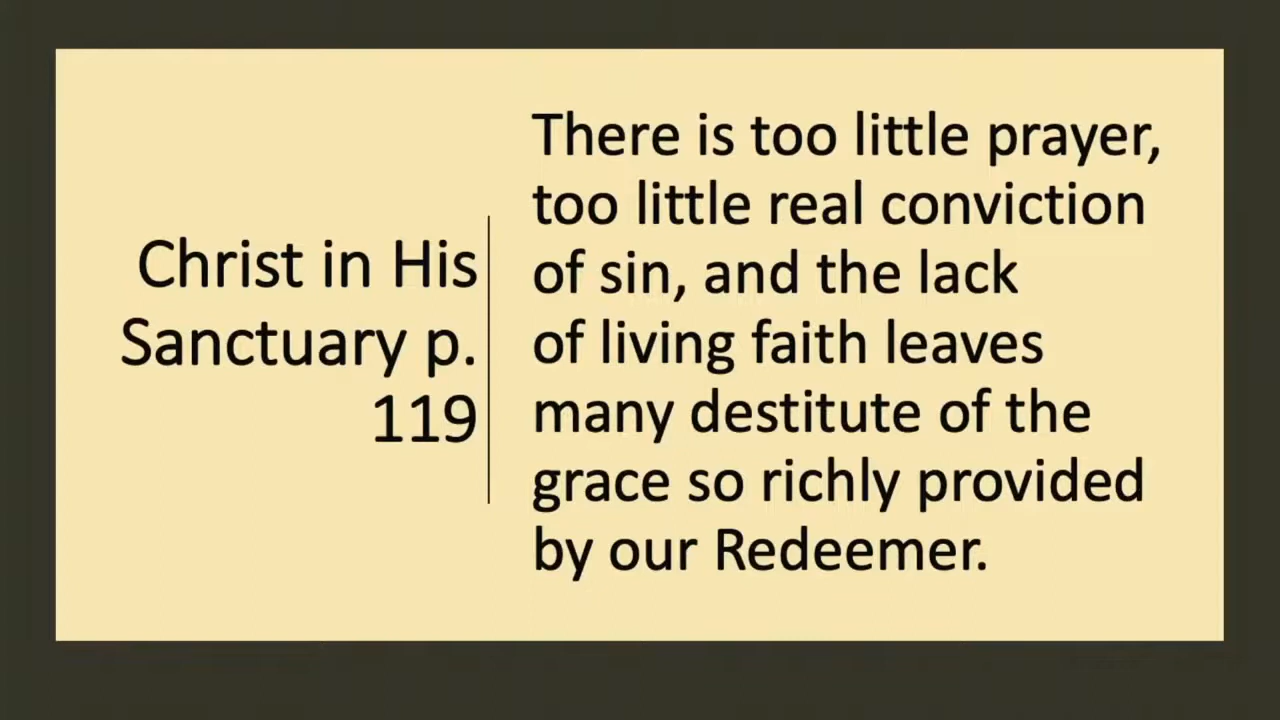 Christ in His
Sanctuary p.
119
There is too little prayer,
too little real conviction
of sin, and the lack
of living faith leaves
many destitute of the
grace so richly provided
by our Redeemer.